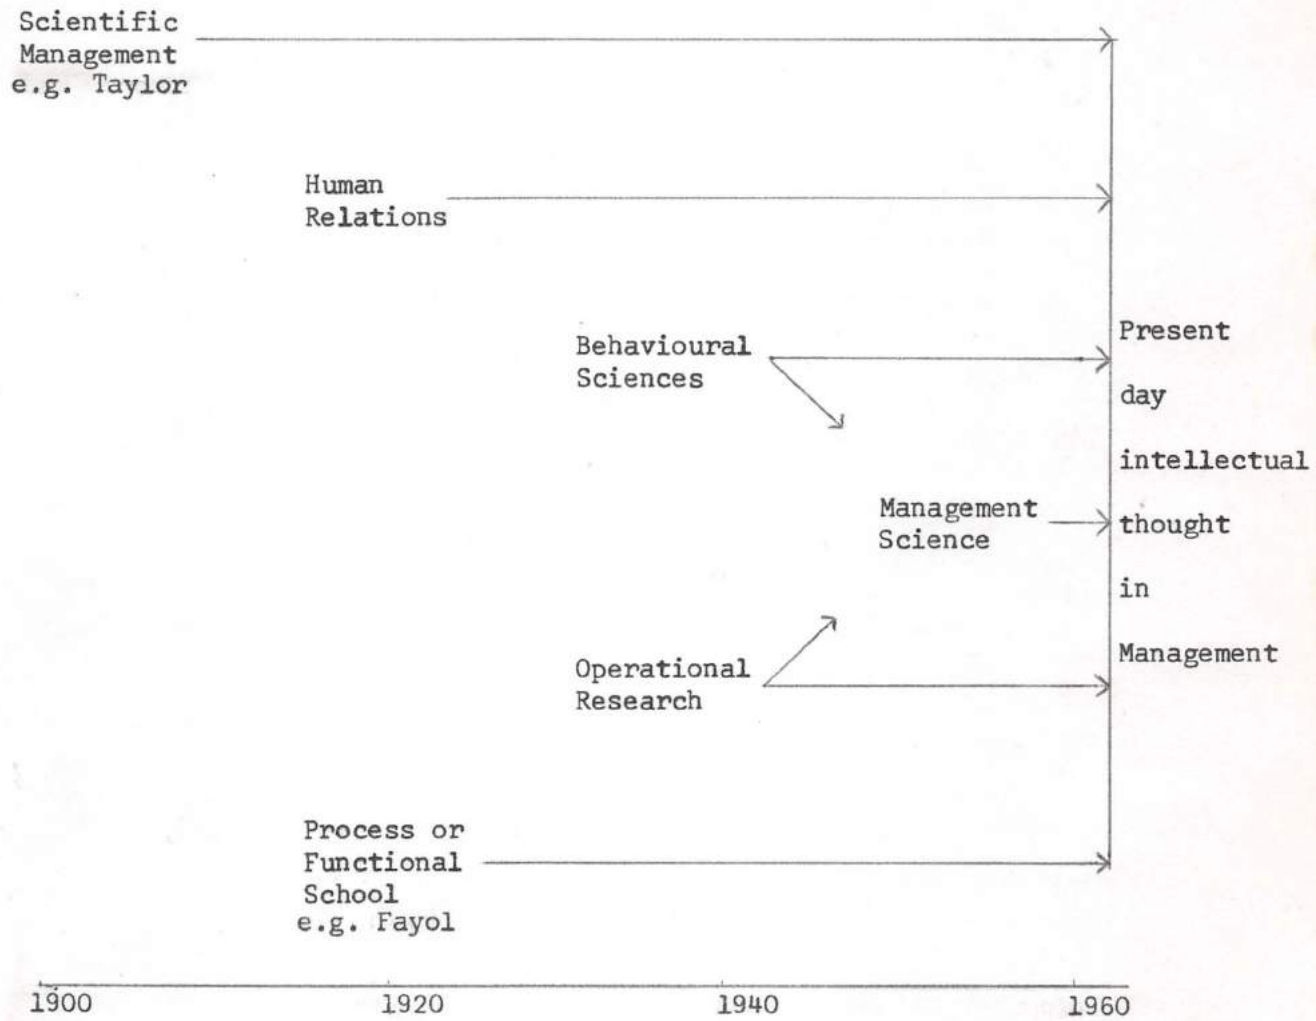 Scientific
Management
e.g. Taylor
Human
Relations
Behavioural
Sciences
Present
day
intellectual
thought
in
Management
Management
Science
Operational
Research
Process or
Functional
School
e.g. Fayol
1900 1920 1940 1960